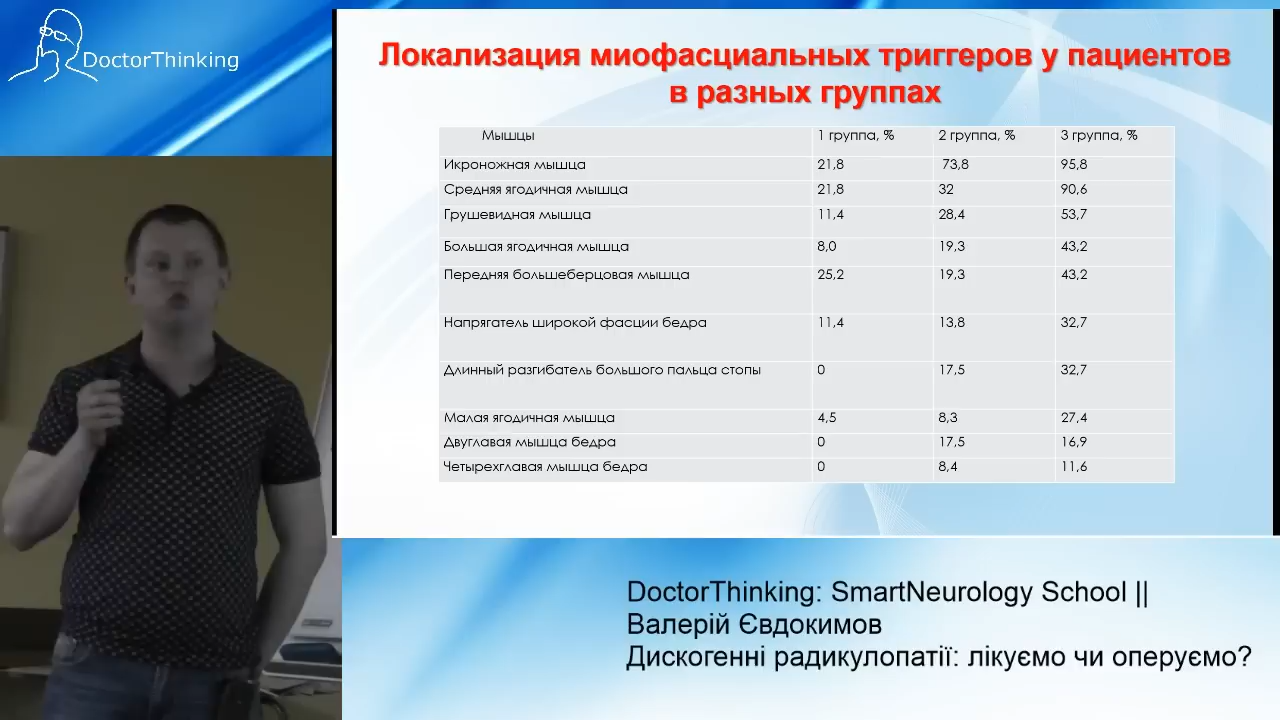 DoctorThinking
Локализация миофасциальных триггеров у пациентов
в разных группах
Мышцы 1 группа, % 2 группа, % 3 группа, %
Икроножная мышца 21,8 73,8 95,8
Средняя ягодичная мышца 21,8 32 90,6
Грушевидная мышца 11,4 28,4 53,7
Большая ягодичная мышца 8,0 19,3 43,2
Передняя большеберцовая мышца 25,2 19,3 43,2
Напрягатель широкой фасции бедра 11,4 13,8 32,7
Длинный разгибатель большого пальца стопы 0 17,5 32,7
Малая ягодичная мышца 4,5 8,3 27,4
Двуглавая мышца бедра 0 17,5 16,9
Четырехглавая мышца бедра 0 8,4 11,6
DoctorThinking: SmartNeurology School ||
Валерій Євдокимов
Дискогенні радикулопатії: лікуємо чи оперуємо?